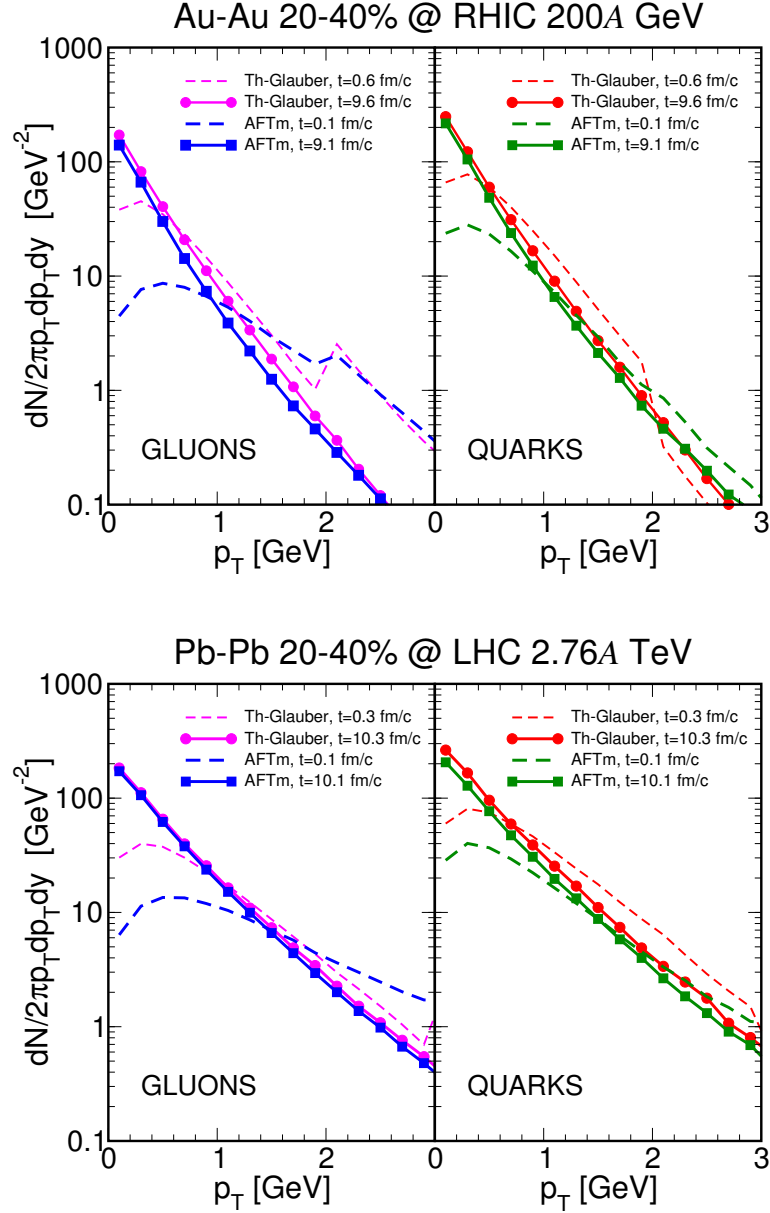 Au-Au 20-40% @ RHIC 200A GeV
1000
100
10
1
0.1
dN/2πp_T dp_T dy [GeV^-2]
Th-Glauber, t=0.6 fm/c
Th-Glauber, t=9.6 fm/c
AFTm, t=0.1 fm/c
AFTm, t=9.1 fm/c
GLUONS
0 1 2
p_T [GeV]
Th-Glauber, t=0.6 fm/c
Th-Glauber, t=9.6 fm/c
AFTm, t=0.1 fm/c
AFTm, t=9.1 fm/c
QUARKS
0 1 2 3
p_T [GeV]
Pb-Pb 20-40% @ LHC 2.76A TeV
1000
100
10
1
0.1
dN/2πp_T dp_T dy [GeV^-2]
Th-Glauber, t=0.3 fm/c
Th-Glauber, t=10.3 fm/c
AFTm, t=0.1 fm/c
AFTm, t=10.1 fm/c
GLUONS
0 1 2
p_T [GeV]
Th-Glauber, t=0.3 fm/c
Th-Glauber, t=10.3 fm/c
AFTm, t=0.1 fm/c
AFTm, t=10.1 fm/c
QUARKS
0 1 2 3
p_T [GeV]